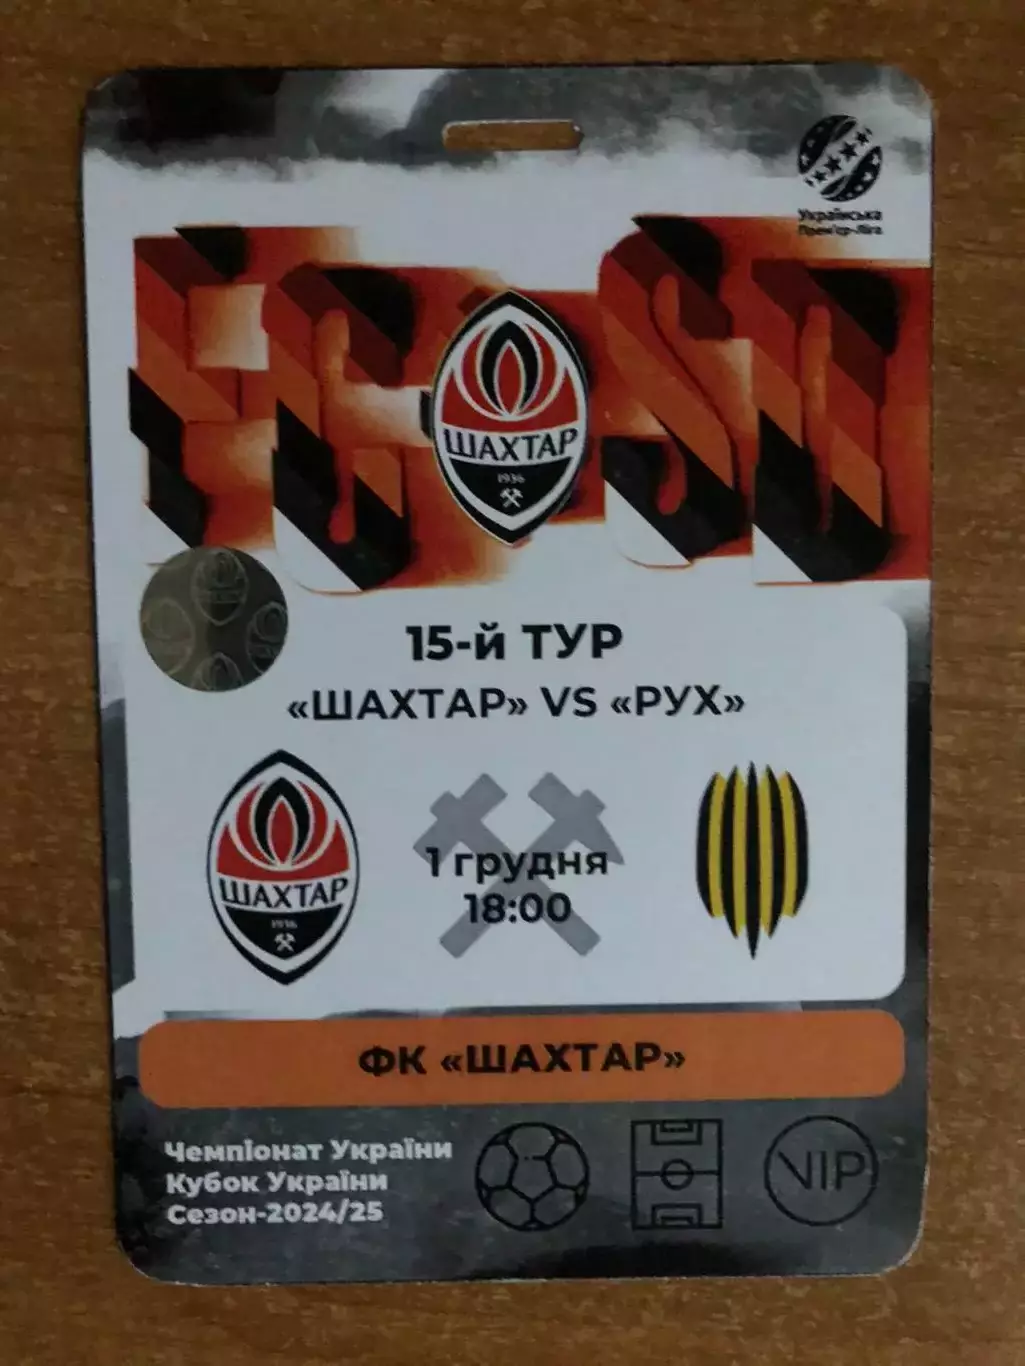 Українська
Прем'єр-Ліга
FCSD
ШАХТАР
1936
15-й ТУР
«ШАХТАР» VS «РУХ»
ШАХТАР
1936
1 грудня
18:00
ФК «ШАХТАР»
Чемпіонат України
Кубок України
Сезон-2024/25
VIP